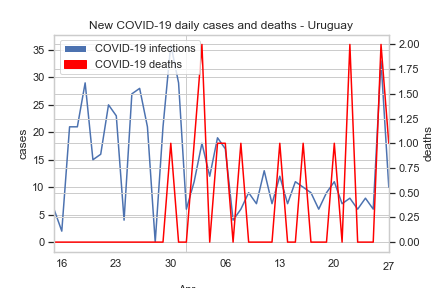 New COVID-19 daily cases and deaths - Uruguay
COVID-19 infections
COVID-19 deaths
cases
35
30
25
20
15
10
5
0
2.00
1.75
1.50
1.25
1.00
0.75
0.50
0.25
0.00
deaths
16 23 30 06 13 20 27